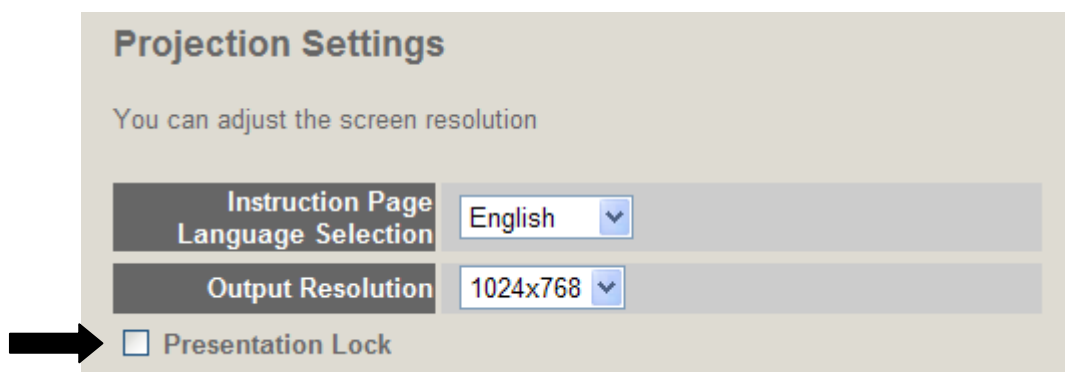 Projection Settings
You can adjust the screen resolution
Instruction Page
Language Selection
English
Output Resolution
1024x768
Presentation Lock